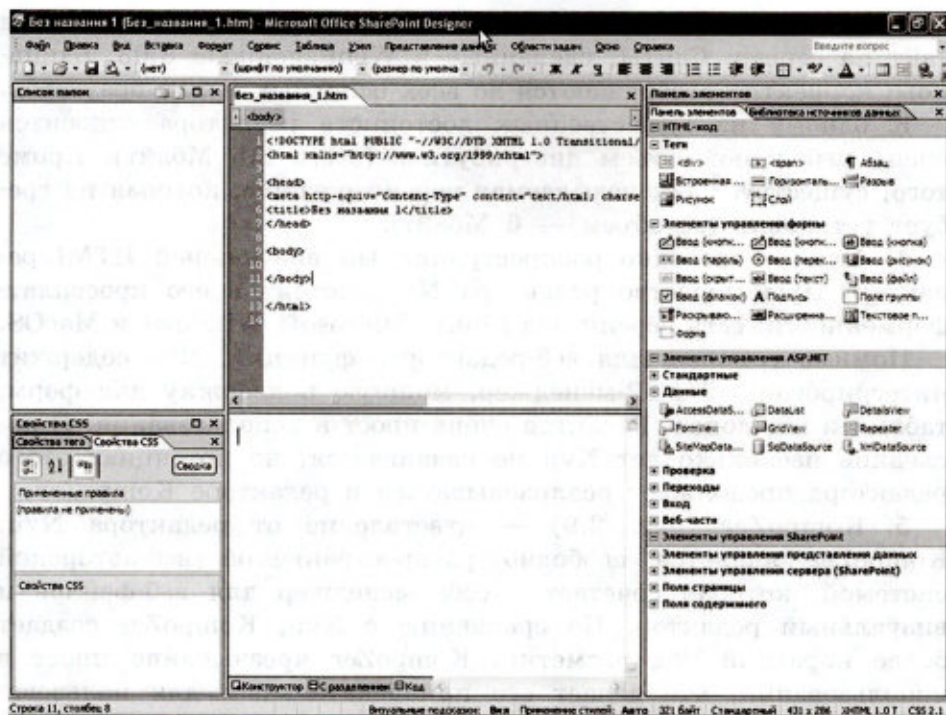 Без названия 1 (Без_названия_1.htm) - Microsoft Office SharePoint Designer
Файл Правка Вид Вставка Формат Сервис Таблица Узел Представление данных Области задач Окно Справка
Введите вопрос
(нет) (шрифт по умолчанию) (размер по умолча Ж К Ч
Список папок
Без_названия_1.htm
<body>
<!DOCTYPE html PUBLIC "-//W3C//DTD XHTML 1.0 Transitional/
<html xmlns="http://www.w3.org/1999/xhtml">
<head>
<meta http-equiv="Content-Type" content="text/html; charse
<title>Без названия 1</title>
</head>
<body>
</body>
</html>
Конструктор С разделением Код
Свойства CSS
Свойства тега Свойства CSS
Сводка
Примененные правила
(правила не применены)
Свойства CSS
Панель элементов
Панель элементов Библиотека источников данных
HTML-код
Теги
<div> <span> Абзац
Встроенная... Горизонталь... Разрыв
Рисунок Слой
Элементы управления формы
Ввод (кнопк... Ввод (кнопк... Ввод (кнопка)
Ввод (пароль) Ввод (перек... Ввод (рисунок)
Ввод (текст) Ввод (файл)
Ввод (флажок) Подпись Поле группы
Раскрываю... Расширенна... Текстовое п...
Форма
Элементы управления ASP.NET
Стандартные
Данные
AccessDataS... DataList DetailsView
FormView GridView Repeater
SiteMapDat... SqlDataSource XmlDataSou...
Переходы
Вход
Веб-части
Элементы управления SharePoint
Элементы управления представления данных
Элементы управления сервером (SharePoint)
Поля страницы
Поля содержимого
Строка 11, столбец 8
Визуальные подсказки: Вкл Применение стилей: Авто 321 байт Стандартный 431 x 286 XHTML 1.0 T CSS 2.1